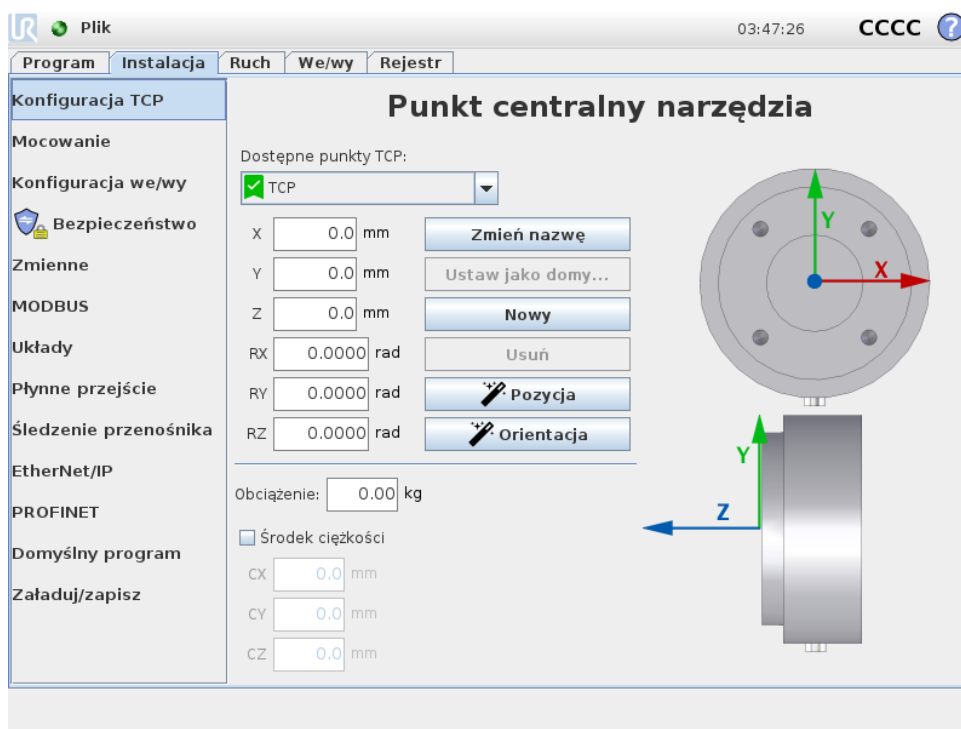 UR Plik 03:47:26 CCCC ?
Program Instalacja Ruch We/wy Rejestr
Konfiguracja TCP
Mocowanie
Konfiguracja we/wy
Bezpieczeństwo
Zmienne
MODBUS
Układy
Płynne przejście
Śledzenie przenośnika
EtherNet/IP
PROFINET
Domyślny program
Załaduj/zapisz
Punkt centralny narzędzia
Dostępne punkty TCP:
TCP
X 0.0 mm Zmień nazwę
Y 0.0 mm Ustaw jako domy...
Z 0.0 mm Nowy
RX 0.0000 rad Usuń
RY 0.0000 rad Pozycja
RZ 0.0000 rad Orientacja
Obciążenie: 0.00 kg
Środek ciężkości
CX 0.0 mm
CY 0.0 mm
CZ 0.0 mm
Y
X
Y
Z